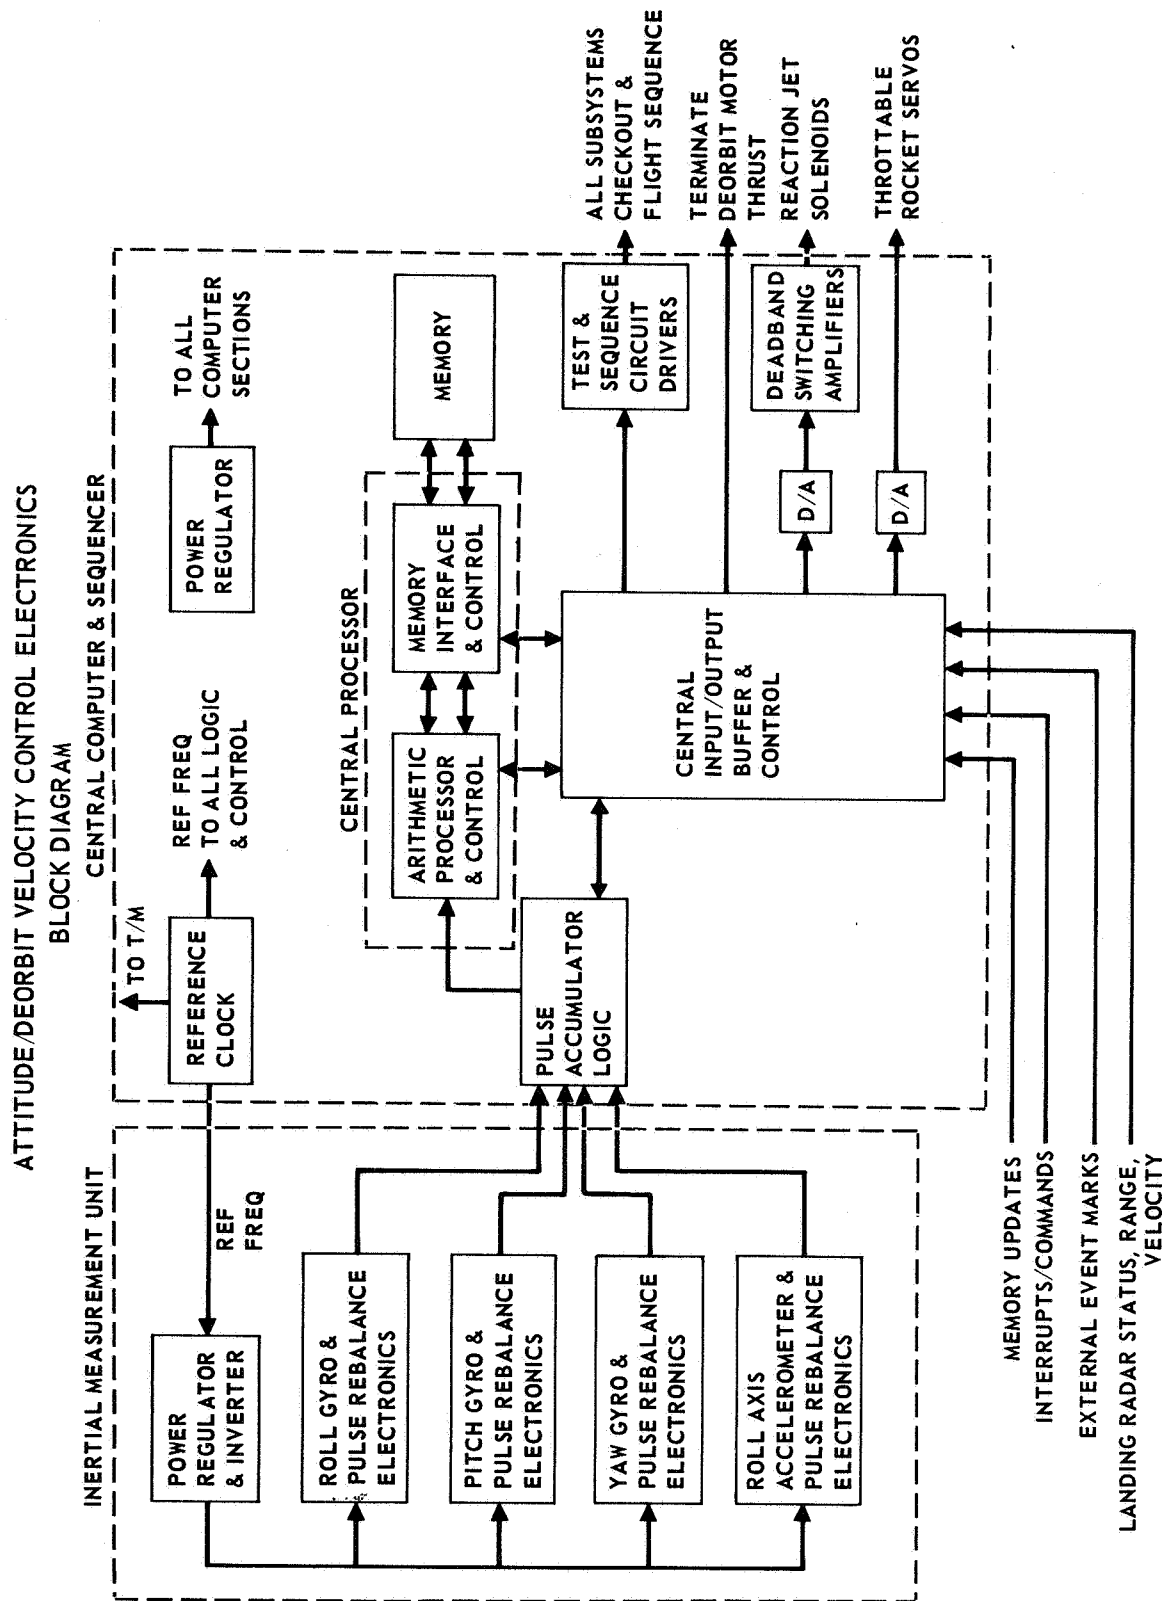 ATTITUDE/DEORBIT VELOCITY CONTROL ELECTRONICS
BLOCK DIAGRAM
INERTIAL MEASUREMENT UNIT
POWER
REGULATOR
& INVERTER
REF
FREQ
ROLL GYRO &
PULSE REBALANCE
ELECTRONICS
PITCH GYRO &
PULSE REBALANCE
ELECTRONICS
YAW GYRO &
PULSE REBALANCE
ELECTRONICS
ROLL AXIS
ACCELEROMETER &
PULSE REBALANCE
ELECTRONICS
CENTRAL COMPUTER & SEQUENCER
TO T/M
REFERENCE
CLOCK
REF FREQ
TO ALL LOGIC
& CONTROL
POWER
REGULATOR
TO ALL
COMPUTER
SECTIONS
CENTRAL PROCESSOR
ARITHMETIC
PROCESSOR
& CONTROL
MEMORY
INTERFACE
& CONTROL
MEMORY
PULSE
ACCUMULATOR
LOGIC
CENTRAL
INPUT/OUTPUT
BUFFER &
CONTROL
TEST &
SEQUENCE
CIRCUIT
DRIVERS
D/A
DEADBAND
SWITCHING
AMPLIFIERS
D/A
ALL SUBSYSTEMS
CHECKOUT &
FLIGHT SEQUENCE
TERMINATE
DEORBIT MOTOR
THRUST
REACTION JET
SOLENOIDS
THROTTABLE
ROCKET SERVOS
MEMORY UPDATES
INTERRUPTS/COMMANDS
EXTERNAL EVENT MARKS
LANDING RADAR STATUS, RANGE,
VELOCITY